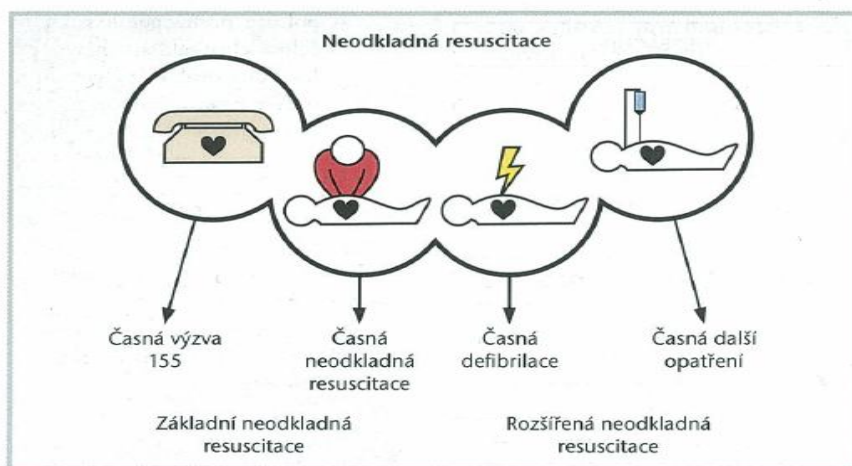 Neodkladná resuscitace
Časná výzva
155
Časná
neodkladná
resuscitace
Časná
defibrilace
Časná další
opatření
Základní neodkladná
resuscitace
Rozšířená neodkladná
resuscitace